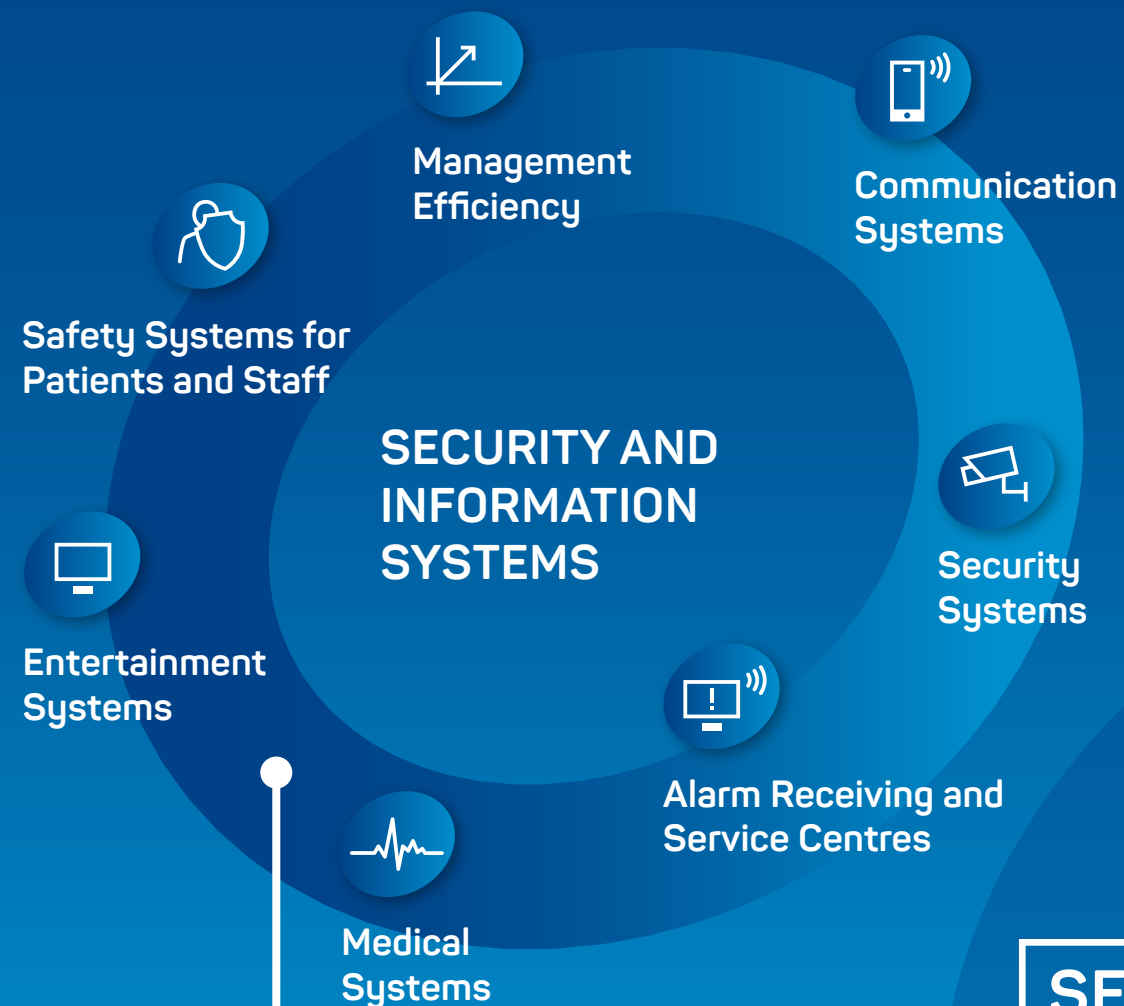 Management
Efficiency
Communication
Systems
Safety Systems for
Patients and Staff
SECURITY AND
INFORMATION
SYSTEMS
Security
Systems
Entertainment
Systems
Alarm Receiving and
Service Centres
Medical
Systems